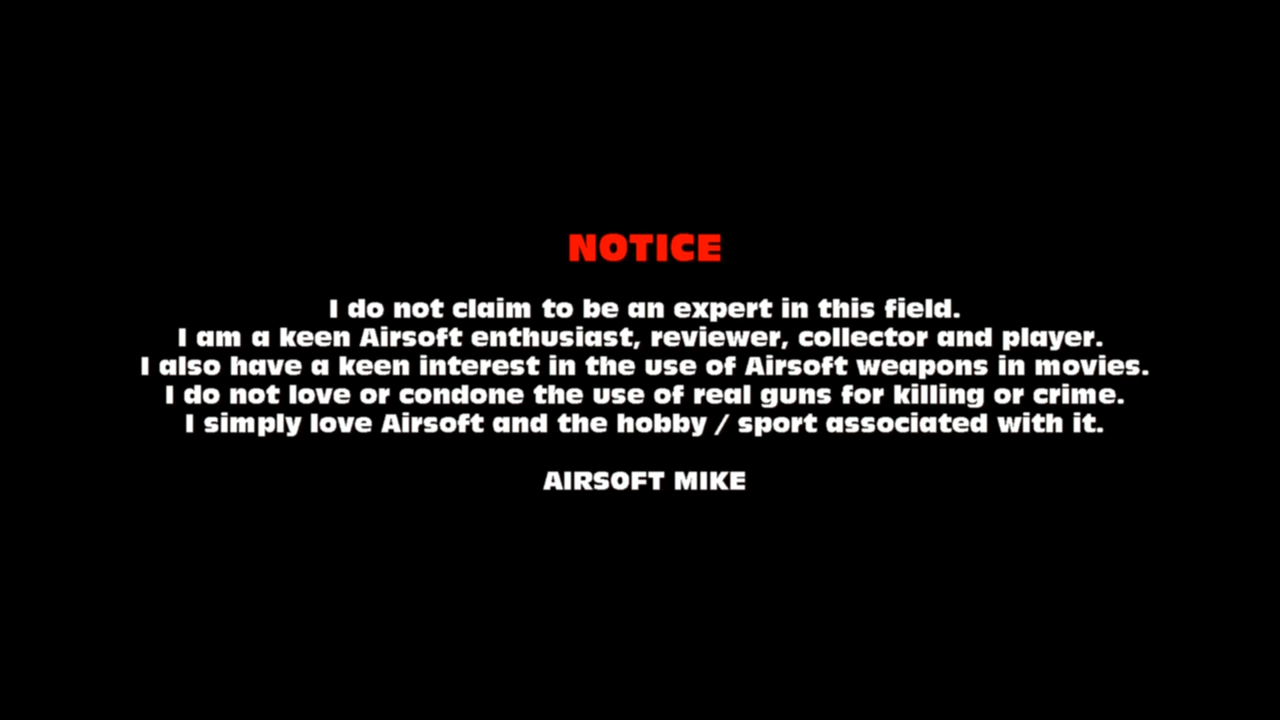 NOTICE
I do not claim to be an expert in this field.
I am a keen Airsoft enthusiast, reviewer, collector and player.
I also have a keen interest in the use of Airsoft weapons in movies.
I do not love or condone the use of real guns for killing or crime.
I simply love Airsoft and the hobby / sport associated with it.
AIRSOFT MIKE